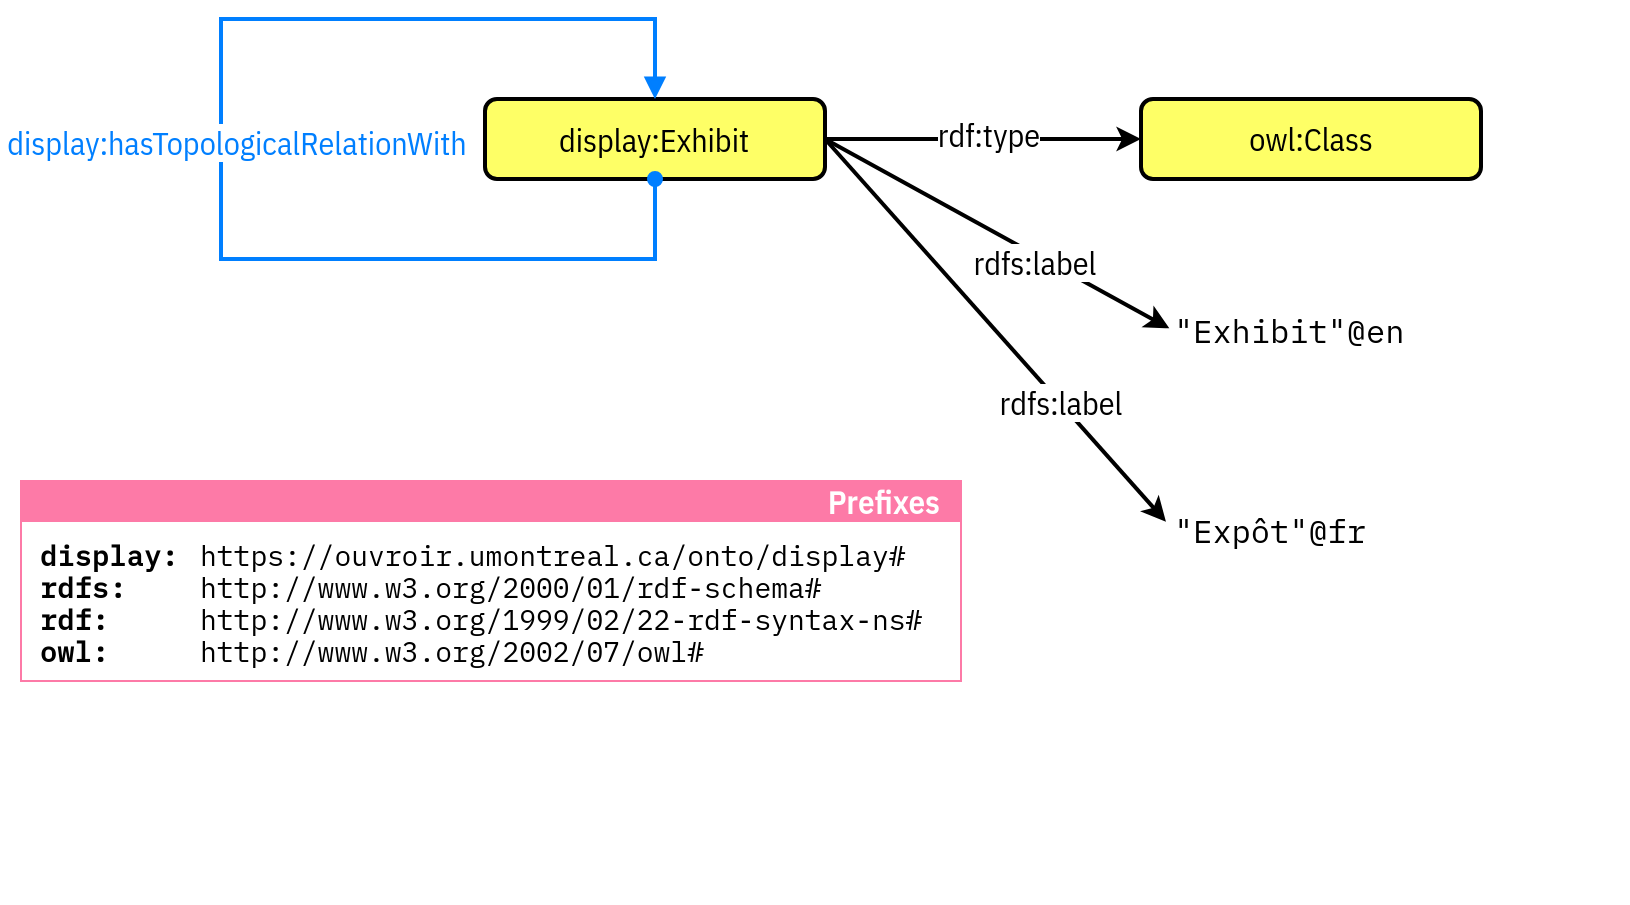 display:hasTopologicalRelationWith
display:Exhibit
rdf:type
owl:Class
rdfs:label
"Exhibit"@en
rdfs:label
"Expôt"@fr
Prefixes
display: https://ouvroir.umontreal.ca/onto/display#
rdfs: http://www.w3.org/2000/01/rdf-schema#
rdf: http://www.w3.org/1999/02/22-rdf-syntax-ns#
owl: http://www.w3.org/2002/07/owl#